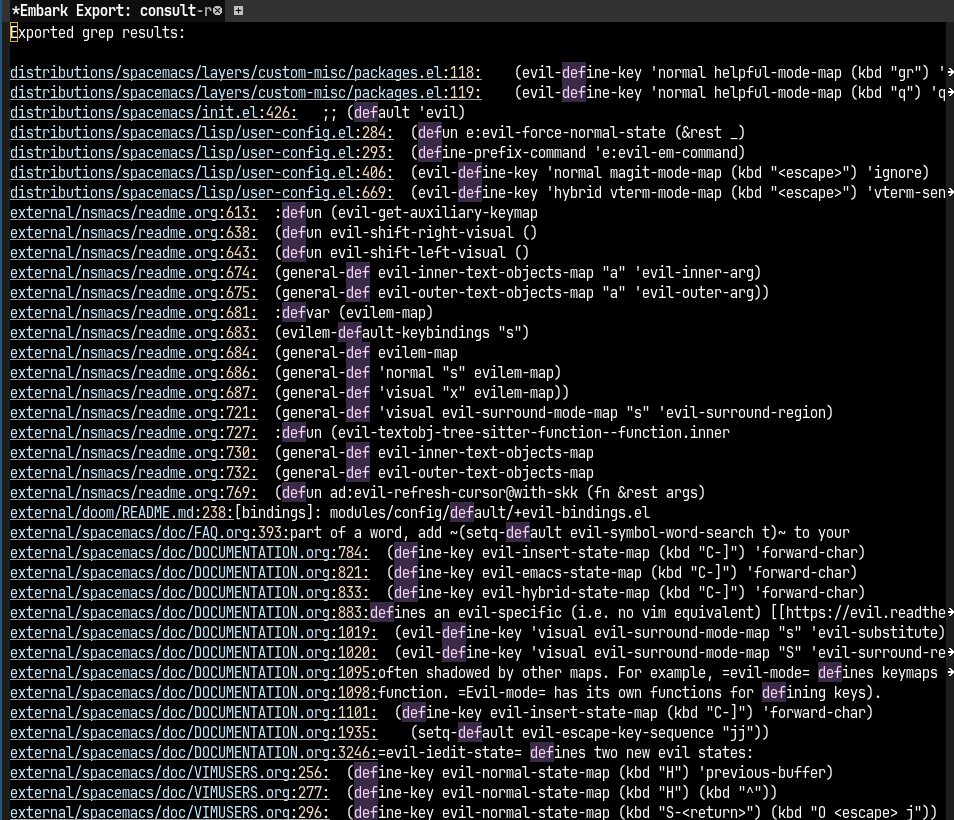 *Embark Export: consult-r
Exported grep results:
distributions/spacemacs/layers/custom-misc/packages.el:118:    (evil-define-key 'normal helpful-mode-map (kbd "gr") '
distributions/spacemacs/layers/custom-misc/packages.el:119:    (evil-define-key 'normal helpful-mode-map (kbd "q") 'q
distributions/spacemacs/init.el:426:   ;; (default 'evil)
distributions/spacemacs/lisp/user-config.el:284:  (defun e:evil-force-normal-state (&rest _)
distributions/spacemacs/lisp/user-config.el:293:  (define-prefix-command 'e:evil-em-command)
distributions/spacemacs/lisp/user-config.el:406:  (evil-define-key 'normal magit-mode-map (kbd "<escape>") 'ignore)
distributions/spacemacs/lisp/user-config.el:669:  (evil-define-key 'hybrid vterm-mode-map (kbd "<escape>") 'vterm-sen
external/nsmacs/readme.org:613:  :defun (evil-get-auxiliary-keymap
external/nsmacs/readme.org:638:  (defun evil-shift-right-visual ()
external/nsmacs/readme.org:643:  (defun evil-shift-left-visual ()
external/nsmacs/readme.org:674:  (general-def evil-inner-text-objects-map "a" 'evil-inner-arg)
external/nsmacs/readme.org:675:  (general-def evil-outer-text-objects-map "a" 'evil-outer-arg))
external/nsmacs/readme.org:681:  :defvar (evilem-map)
external/nsmacs/readme.org:683:  (evilem-default-keybindings "s")
external/nsmacs/readme.org:684:  (general-def evilem-map
external/nsmacs/readme.org:686:  (general-def 'normal "s" evilem-map)
external/nsmacs/readme.org:687:  (general-def 'visual "x" evilem-map))
external/nsmacs/readme.org:721:  (general-def 'visual evil-surround-mode-map "s" 'evil-surround-region)
external/nsmacs/readme.org:727:  :defun (evil-textobj-tree-sitter-function--function.inner
external/nsmacs/readme.org:730:  (general-def evil-inner-text-objects-map
external/nsmacs/readme.org:732:  (general-def evil-outer-text-objects-map
external/nsmacs/readme.org:769:  (defun ad:evil-refresh-cursor@with-skk (fn &rest args)
external/doom/README.md:238:[bindings]: modules/config/default/+evil-bindings.el
external/spacemacs/doc/FAQ.org:393:part of a word, add ~(setq-default evil-symbol-word-search t)~ to your
external/spacemacs/doc/DOCUMENTATION.org:784:  (define-key evil-insert-state-map (kbd "C-]") 'forward-char)
external/spacemacs/doc/DOCUMENTATION.org:821:  (define-key evil-emacs-state-map (kbd "C-]") 'forward-char)
external/spacemacs/doc/DOCUMENTATION.org:833:  (define-key evil-hybrid-state-map (kbd "C-]") 'forward-char)
external/spacemacs/doc/DOCUMENTATION.org:883:defines an evil-specific (i.e. no vim equivalent) [[https://evil.readthe
external/spacemacs/doc/DOCUMENTATION.org:1019:  (evil-define-key 'visual evil-surround-mode-map "s" 'evil-substitute)
external/spacemacs/doc/DOCUMENTATION.org:1020:  (evil-define-key 'visual evil-surround-mode-map "S" 'evil-surround-re
external/spacemacs/doc/DOCUMENTATION.org:1095:often shadowed by other maps. For example, =evil-mode= defines keymaps
external/spacemacs/doc/DOCUMENTATION.org:1098:function. =Evil-mode= has its own functions for defining keys).
external/spacemacs/doc/DOCUMENTATION.org:1101:  (define-key evil-insert-state-map (kbd "C-]") 'forward-char)
external/spacemacs/doc/DOCUMENTATION.org:1935:    (setq-default evil-escape-key-sequence "jj"))
external/spacemacs/doc/DOCUMENTATION.org:3246:=evil-iedit-state= defines two new evil states:
external/spacemacs/doc/VIMUSERS.org:256:  (define-key evil-normal-state-map (kbd "H") 'previous-buffer)
external/spacemacs/doc/VIMUSERS.org:277:  (define-key evil-normal-state-map (kbd "H") (kbd "^"))
external/spacemacs/doc/VIMUSERS.org:296:  (define-key evil-normal-state-map (kbd "S-<return>") (kbd "O <escape> j"))